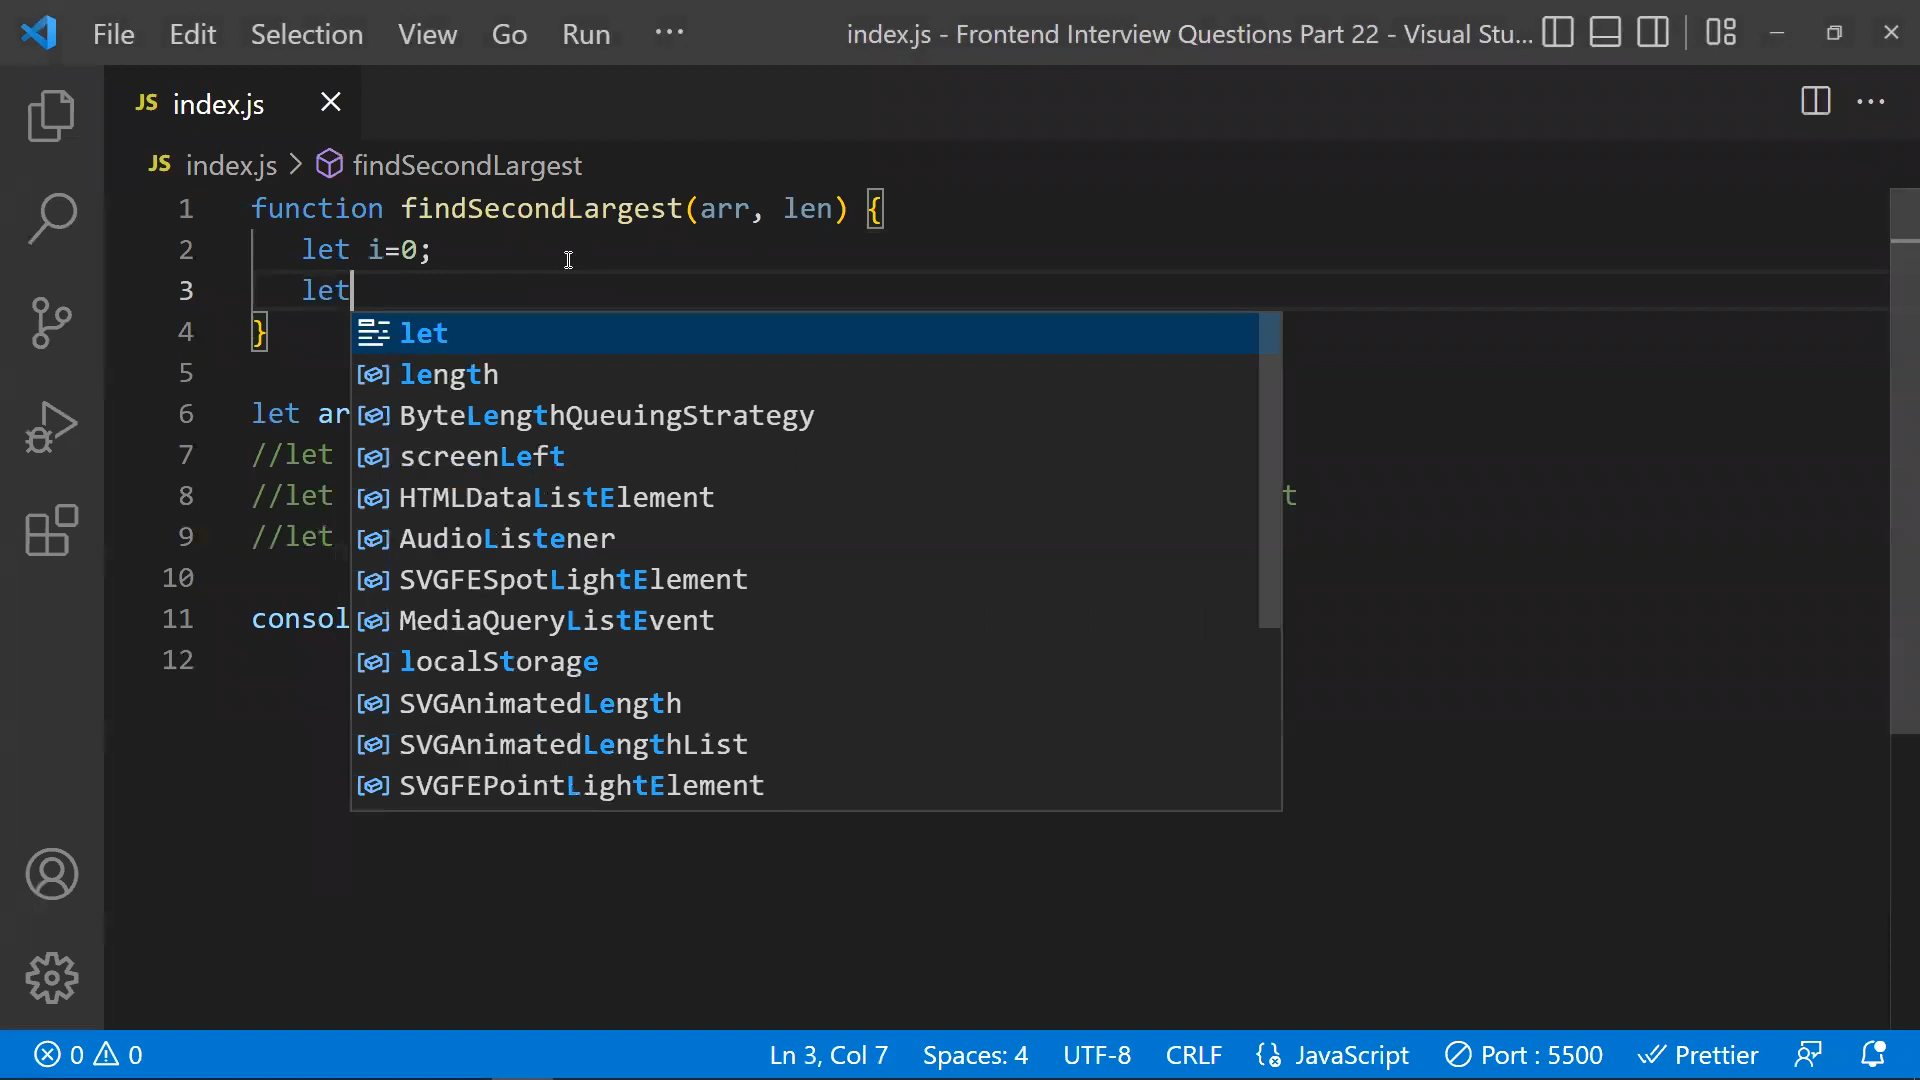 File Edit Selection View Go Run ··· index.js - Frontend Interview Questions Part 22 - Visual Stu...
JS index.js
JS index.js > findSecondLargest
1 function findSecondLargest(arr, len) {
2 let i=0;
3 let
4 }
let
5
length
6 let ar
ByteLengthQueuingStrategy
7 //let
screenLeft
8 //let
HTMLDataListElement
t
9 //let
AudioListener
10
SVGFESpotLightElement
11 consol
MediaQueryListEvent
12
localStorage
SVGAnimatedLength
SVGAnimatedLengthList
SVGFEPointLightElement
0 0 Ln 3, Col 7 Spaces: 4 UTF-8 CRLF JavaScript Port : 5500 Prettier